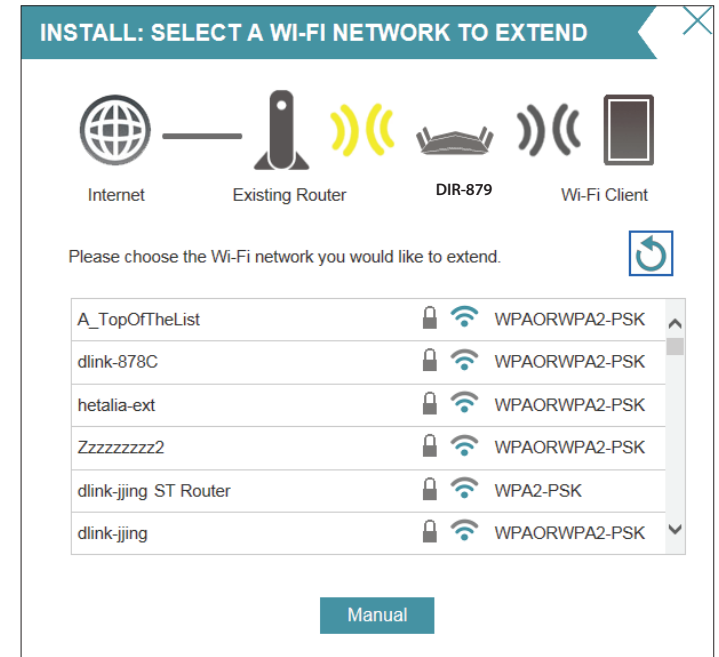 INSTALL: SELECT A WI-FI NETWORK TO EXTEND
Internet Existing Router DIR-879 Wi-Fi Client
Please choose the Wi-Fi network you would like to extend.
A_TopOfTheList WPAORWPA2-PSK
dlink-878C WPAORWPA2-PSK
hetalia-ext WPAORWPA2-PSK
Zzzzzzzzz2 WPAORWPA2-PSK
dlink-jjing ST Router WPA2-PSK
dlink-jjing WPAORWPA2-PSK
Manual